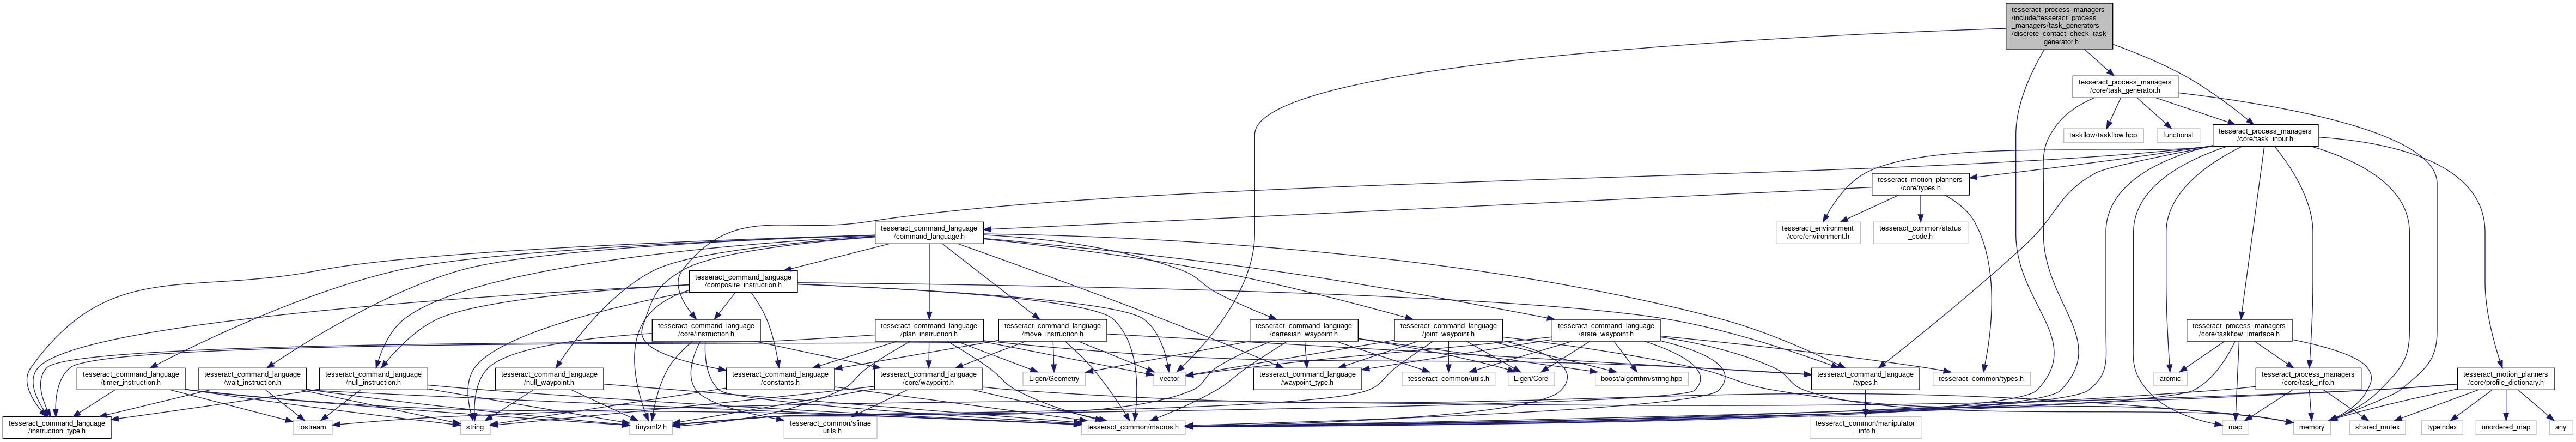 tesseract_process_managers
/include/tesseract_process
_managers/task_generators
/discrete_contact_check_task
_generator.h
tesseract_process_managers
/core/task_generator.h
taskflow/taskflow.hpp
functional
tesseract_process_managers
/core/task_input.h
tesseract_motion_planners
/core/types.h
tesseract_command_language
/command_language.h
tesseract_environment
/core/environment.h
tesseract_common/status
_code.h
tesseract_command_language
/composite_instruction.h
tesseract_command_language
/core/instruction.h
tesseract_command_language
/plan_instruction.h
tesseract_command_language
/move_instruction.h
tesseract_command_language
/cartesian_waypoint.h
tesseract_command_language
/joint_waypoint.h
tesseract_command_language
/state_waypoint.h
tesseract_process_managers
/core/taskflow_interface.h
tesseract_command_language
/timer_instruction.h
tesseract_command_language
/wait_instruction.h
tesseract_command_language
/null_instruction.h
tesseract_command_language
/null_waypoint.h
tesseract_command_language
/constants.h
tesseract_command_language
/core/waypoint.h
Eigen/Geometry
vector
tesseract_command_language
/waypoint_type.h
tesseract_common/utils.h
Eigen/Core
boost/algorithm/string.hpp
tesseract_command_language
/types.h
tesseract_common/types.h
atomic
tesseract_process_managers
/core/task_info.h
tesseract_motion_planners
/core/profile_dictionary.h
tesseract_command_language
/instruction_type.h
iostream
string
tinyxml2.h
tesseract_common/sfinae
_utils.h
tesseract_common/macros.h
tesseract_common/manipulator
_info.h
map
memory
shared_mutex
typeindex
unordered_map
any